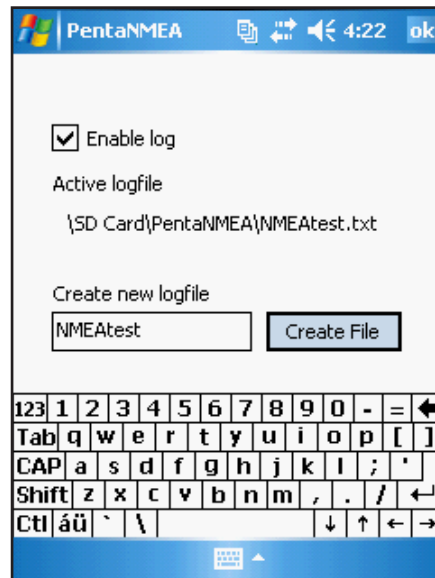 PentaNMEA 4:22 ok
Enable log
Active logfile
\SD Card\PentaNMEA\NMEAtest.txt
Create new logfile
NMEAtest Create File
123 1 2 3 4 5 6 7 8 9 0 - =
Tab q w e r t y u i o p [ ]
CAP a s d f g h j k l ; '
Shift z x c v b n m , . /
Ctl áü ` \